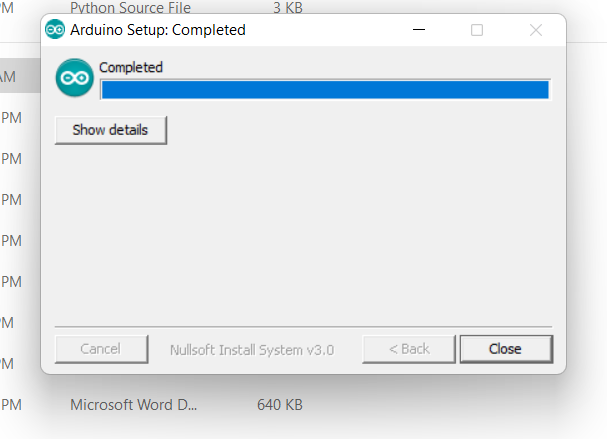 PM Python Source File 3 KB
Arduino Setup: Completed
AM
Completed
PM
Show details
PM
PM
PM
PM
PM
Cancel Nullsoft Install System v3.0 < Back Close
PM
PM Microsoft Word D... 640 KB